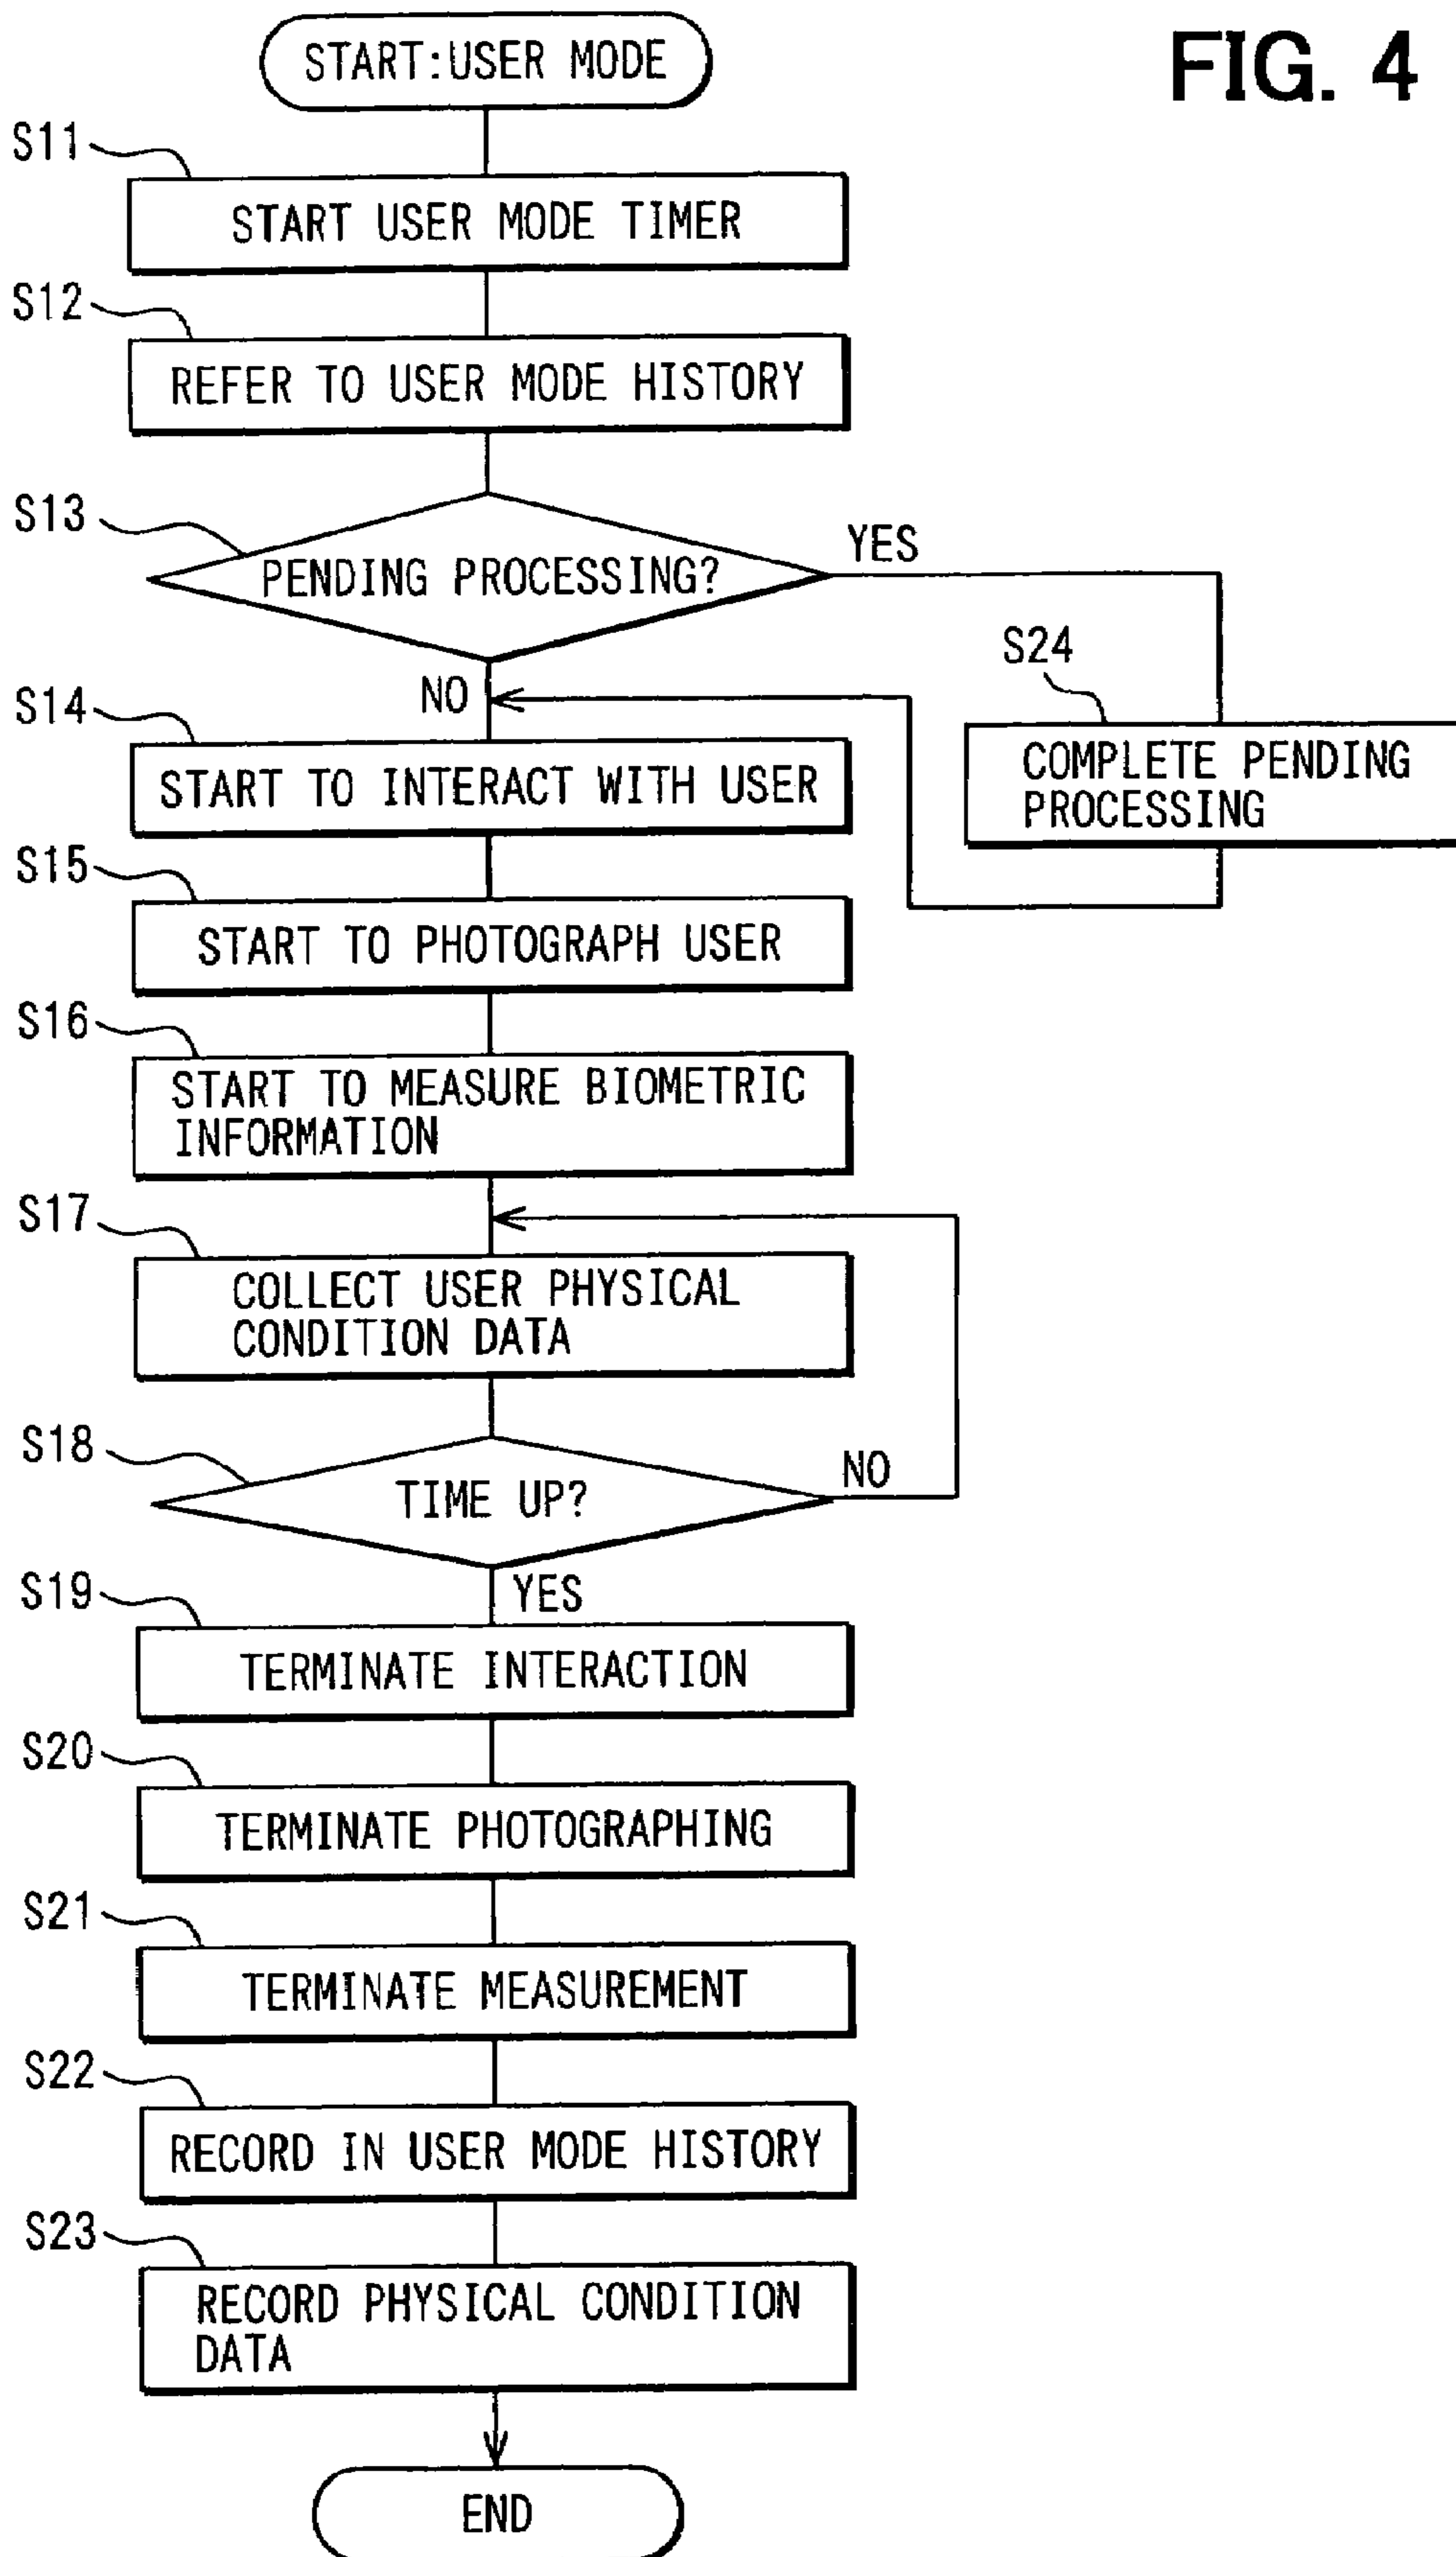 FIG. 4
START:USER MODE
S11
START USER MODE TIMER
S12
REFER TO USER MODE HISTORY
S13
PENDING PROCESSING?
YES
NO
S24
COMPLETE PENDING
PROCESSING
S14
START TO INTERACT WITH USER
S15
START TO PHOTOGRAPH USER
S16
START TO MEASURE BIOMETRIC
INFORMATION
S17
COLLECT USER PHYSICAL
CONDITION DATA
S18
TIME UP?
NO
YES
S19
TERMINATE INTERACTION
S20
TERMINATE PHOTOGRAPHING
S21
TERMINATE MEASUREMENT
S22
RECORD IN USER MODE HISTORY
S23
RECORD PHYSICAL CONDITION
DATA
END